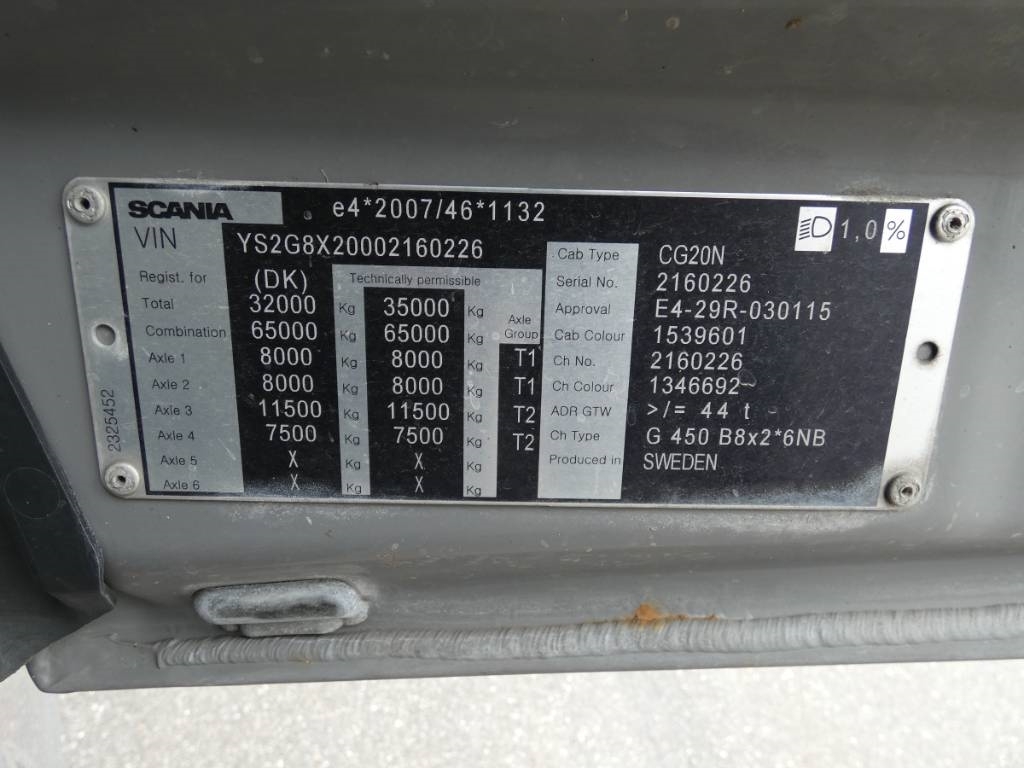 SCANIA e4*2007/46*1132 1,0 %
VIN YS2G8X20002160226
Regist. for (DK) Technically permissible
Total 32000 Kg 35000 Kg Axle Group
Combination 65000 Kg 65000 Kg
Axle 1 8000 Kg 8000 Kg T1
Axle 2 8000 Kg 8000 Kg T1
Axle 3 11500 Kg 11500 Kg T2
Axle 4 7500 Kg 7500 Kg T2
Axle 5 X Kg X Kg
Axle 6 X Kg X Kg
Cab Type CG20N
Serial No. 2160226
Approval E4-29R-030115
Cab Colour 1539601
Ch No. 2160226
Ch Colour 1346692
ADR GTW >/= 44 t
Ch Type G 450 B8x2*6NB
Produced in SWEDEN
2325452